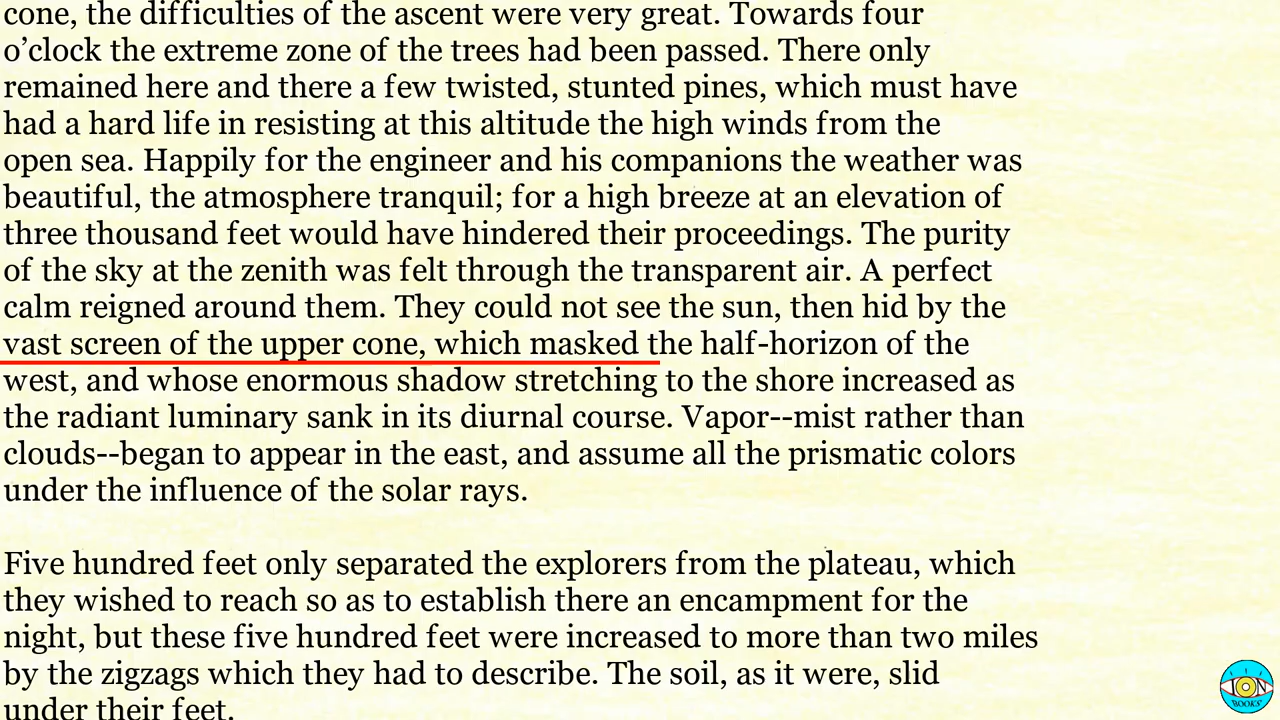 cone, the difficulties of the ascent were very great. Towards four
o’clock the extreme zone of the trees had been passed. There only
remained here and there a few twisted, stunted pines, which must have
had a hard life in resisting at this altitude the high winds from the
open sea. Happily for the engineer and his companions the weather was
beautiful, the atmosphere tranquil; for a high breeze at an elevation of
three thousand feet would have hindered their proceedings. The purity
of the sky at the zenith was felt through the transparent air. A perfect
calm reigned around them. They could not see the sun, then hid by the
vast screen of the upper cone, which masked the half-horizon of the
west, and whose enormous shadow stretching to the shore increased as
the radiant luminary sank in its diurnal course. Vapor--mist rather than
clouds--began to appear in the east, and assume all the prismatic colors
under the influence of the solar rays.
Five hundred feet only separated the explorers from the plateau, which
they wished to reach so as to establish there an encampment for the
night, but these five hundred feet were increased to more than two miles
by the zigzags which they had to describe. The soil, as it were, slid
under their feet.
ION
BOOKS